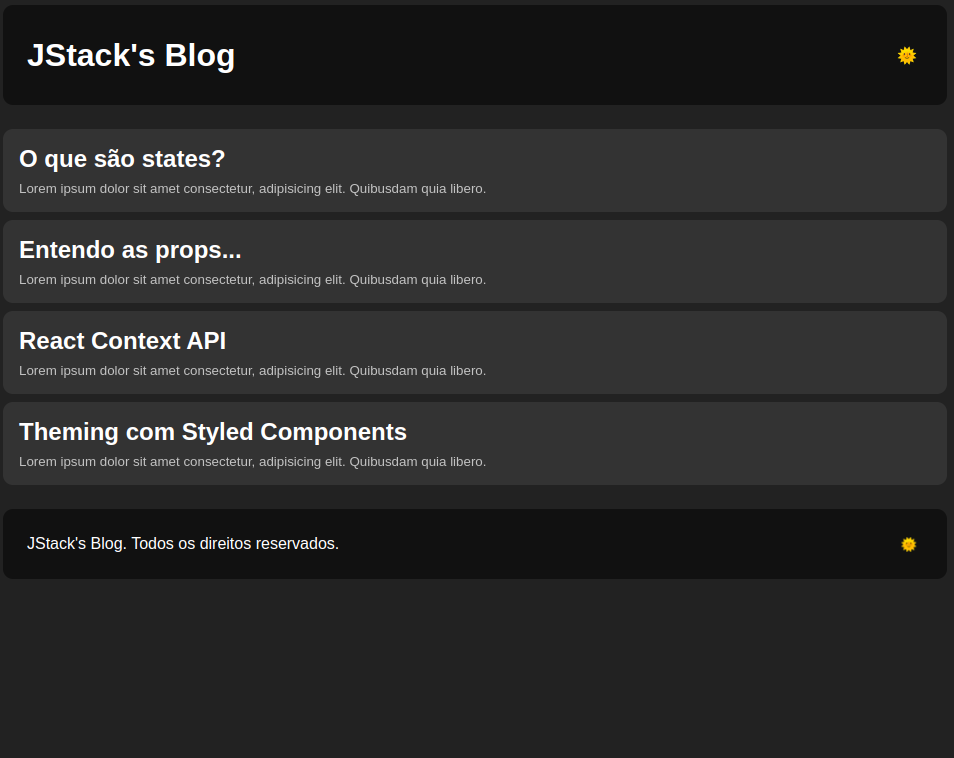 JStack's Blog
O que são states?
Lorem ipsum dolor sit amet consectetur, adipisicing elit. Quibusdam quia libero.
Entendo as props...
Lorem ipsum dolor sit amet consectetur, adipisicing elit. Quibusdam quia libero.
React Context API
Lorem ipsum dolor sit amet consectetur, adipisicing elit. Quibusdam quia libero.
Theming com Styled Components
Lorem ipsum dolor sit amet consectetur, adipisicing elit. Quibusdam quia libero.
JStack's Blog. Todos os direitos reservados.